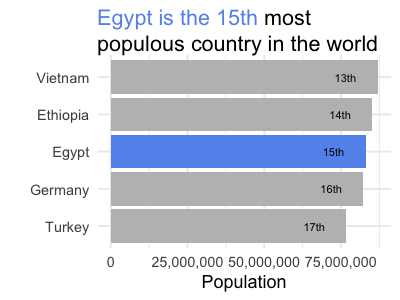 Egypt is the 15th most
populous country in the world
Vietnam 13th
Ethiopia 14th
Egypt 15th
Germany 16th
Turkey 17th
0 25,000,000 50,000,000 75,000,000
Population